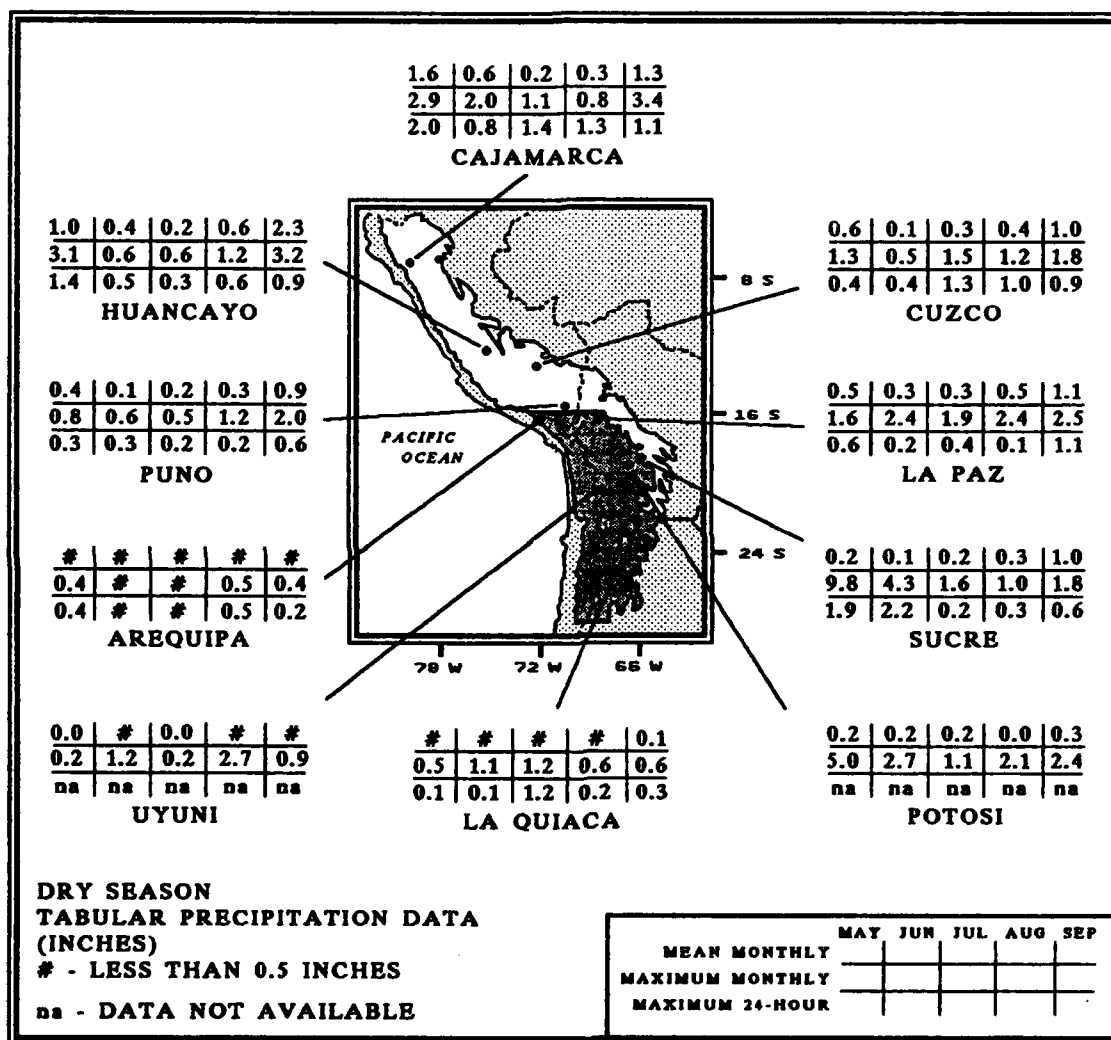 1.6 | 0.6 | 0.2 | 0.3 | 1.3
2.9 | 2.0 | 1.1 | 0.8 | 3.4
2.0 | 0.8 | 1.4 | 1.3 | 1.1
CAJAMARCA
1.0 | 0.4 | 0.2 | 0.6 | 2.3
3.1 | 0.6 | 0.6 | 1.2 | 3.2
1.4 | 0.5 | 0.3 | 0.6 | 0.9
HUANCAYO
0.6 | 0.1 | 0.3 | 0.4 | 1.0
1.3 | 0.5 | 1.5 | 1.2 | 1.8
0.4 | 0.4 | 1.3 | 1.0 | 0.9
CUZCO
8 S
0.4 | 0.1 | 0.2 | 0.3 | 0.9
0.8 | 0.6 | 0.5 | 1.2 | 2.0
0.3 | 0.3 | 0.2 | 0.2 | 0.6
PUNO
PACIFIC
OCEAN
16 S
0.5 | 0.3 | 0.3 | 0.5 | 1.1
1.6 | 2.4 | 1.9 | 2.4 | 2.5
0.6 | 0.2 | 0.4 | 0.1 | 1.1
LA PAZ
# | # | # | # | #
0.4 | # | # | 0.5 | 0.4
0.4 | # | # | 0.5 | 0.2
AREQUIPA
24 S
0.2 | 0.1 | 0.2 | 0.3 | 1.0
9.8 | 4.3 | 1.6 | 1.0 | 1.8
1.9 | 2.2 | 0.2 | 0.3 | 0.6
SUCRE
78 W 72 W 66 W
0.0 | # | 0.0 | # | #
0.2 | 1.2 | 0.2 | 2.7 | 0.9
na | na | na | na | na
UYUNI
# | # | # | # | 0.1
0.5 | 1.1 | 1.2 | 0.6 | 0.6
0.1 | 0.1 | 1.2 | 0.2 | 0.3
LA QUIACA
0.2 | 0.2 | 0.2 | 0.0 | 0.3
5.0 | 2.7 | 1.1 | 2.1 | 2.4
na | na | na | na | na
POTOSI
DRY SEASON
TABULAR PRECIPITATION DATA
(INCHES)
# - LESS THAN 0.5 INCHES
na - DATA NOT AVAILABLE
MAY JUN JUL AUG SEP
MEAN MONTHLY
MAXIMUM MONTHLY
MAXIMUM 24-HOUR